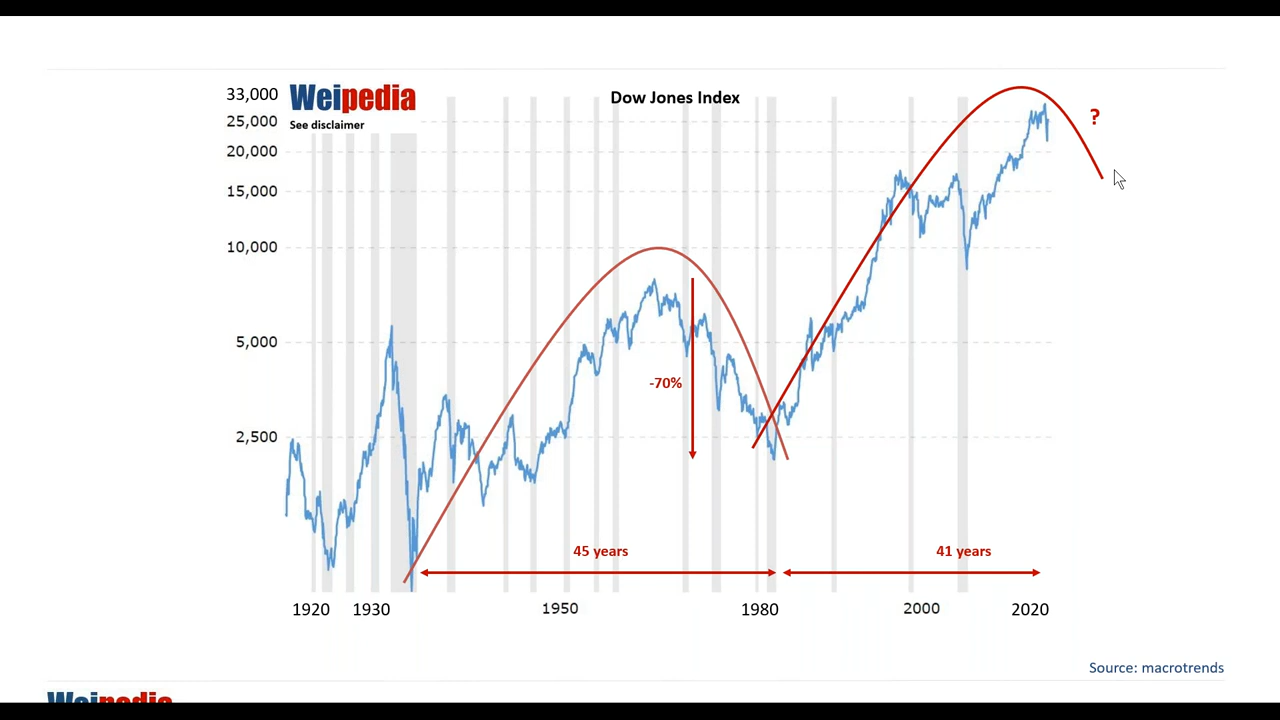 33,000
Weipedia
Dow Jones Index
See disclaimer
25,000
?
20,000
15,000
10,000
5,000
-70%
2,500
45 years
41 years
1920
1930
1950
1980
2000
2020
Source: macrotrends
Weipedia